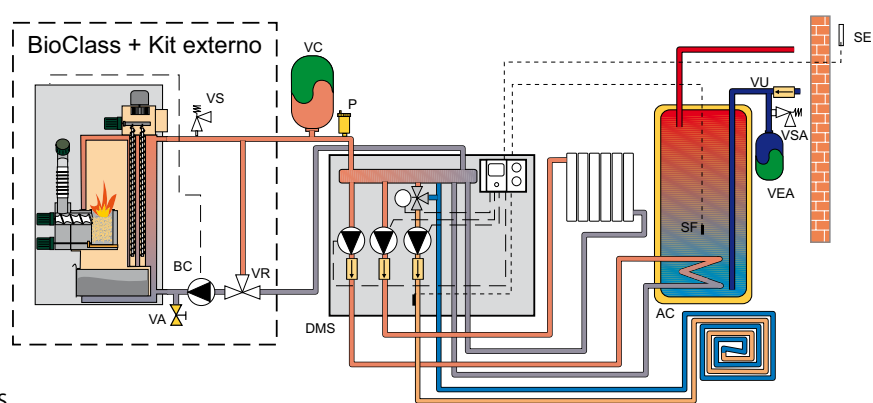 BioClass + Kit externo
VC
SE
VS
P
VU
VSA
VEA
SF
BC
VR
VA
DMS
AC
s